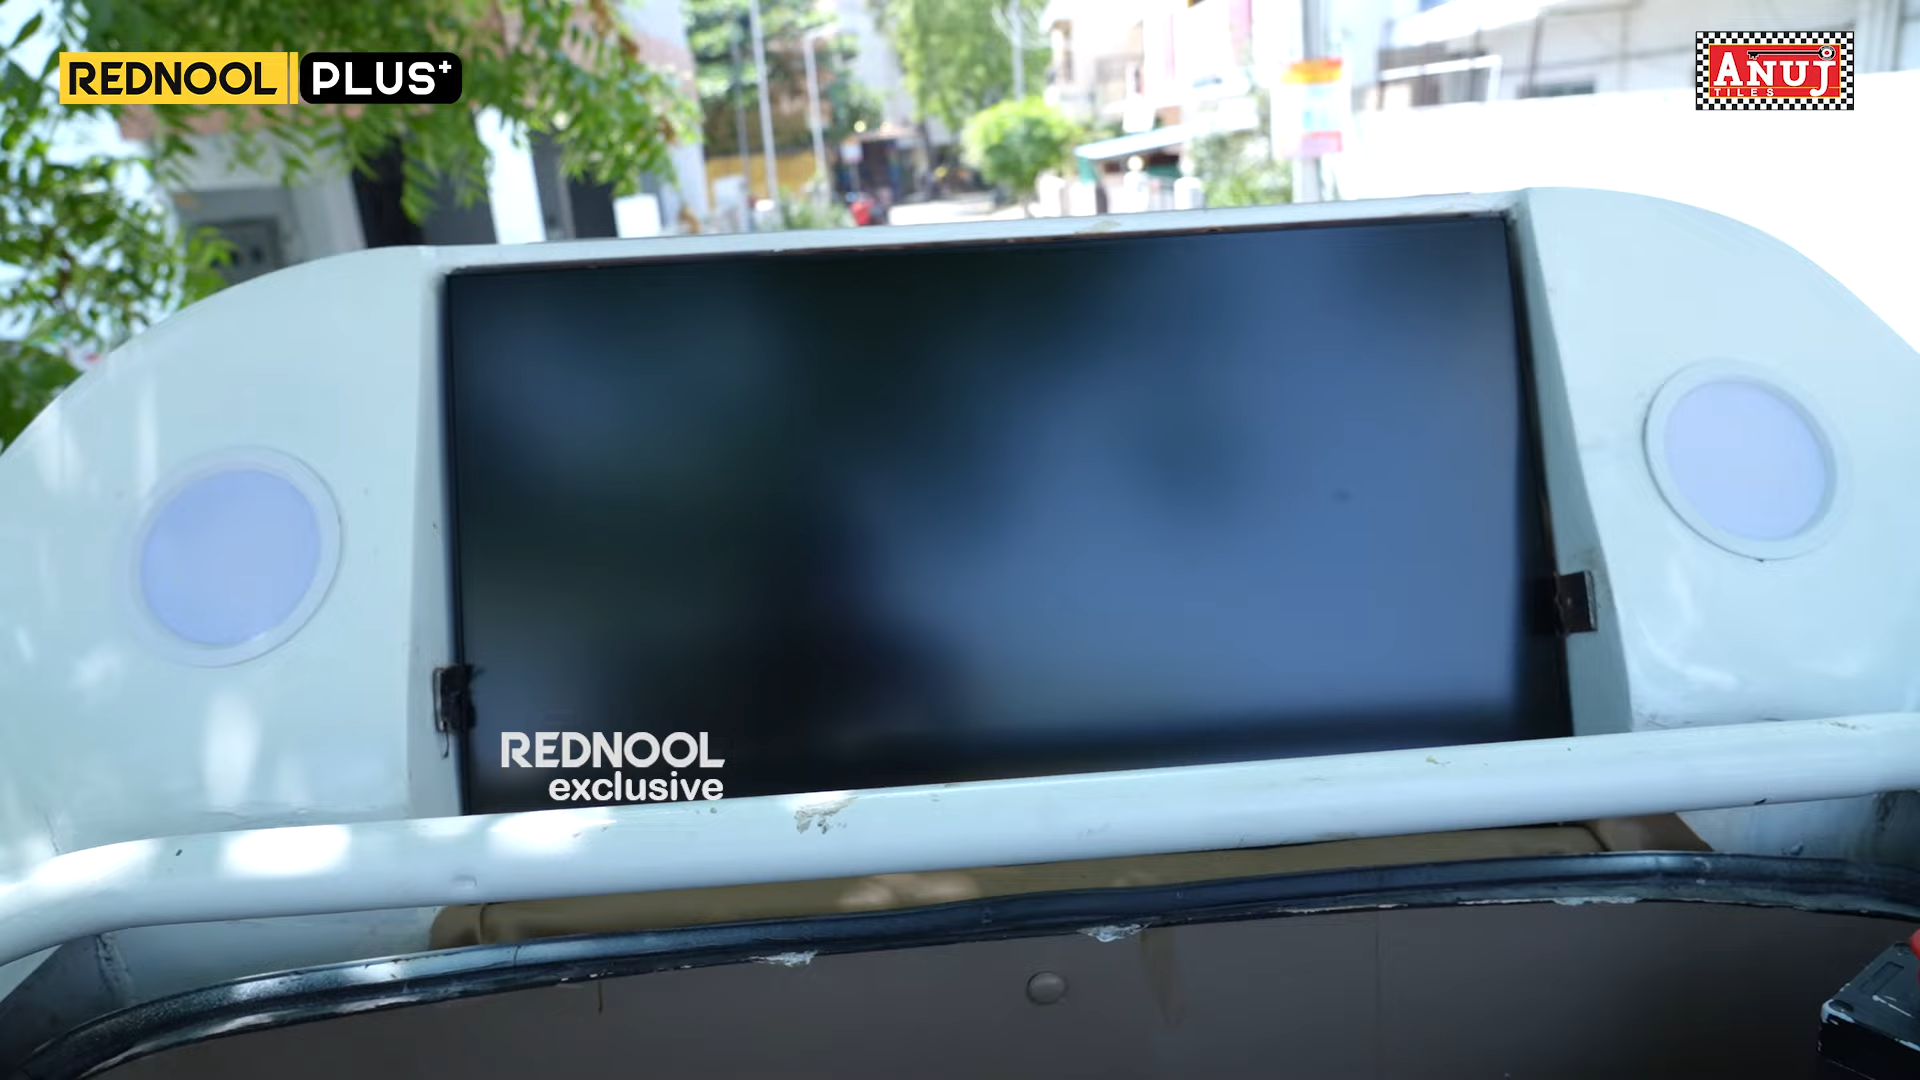 REDNOOL PLUS+
ANUJ
TILES
REDNOOL
exclusive